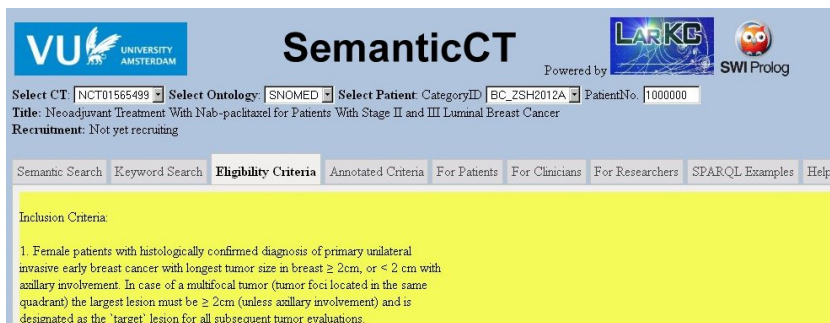 VU UNIVERSITY AMSTERDAM
SemanticCT
Powered by LARKC SWI Prolog
Select CT: NCT01565499 Select Ontology: SNOMED Select Patient: CategoryID BC_ZSH2012A PatientNo. 1000000
Title: Neoadjuvant Treatment With Nab-paclitaxel for Patients With Stage II and III Luminal Breast Cancer
Recruitment: Not yet recruiting
Semantic Search Keyword Search Eligibility Criteria Annotated Criteria For Patients For Clinicians For Researchers SPARQL Examples Help
Inclusion Criteria:
1. Female patients with histologically confirmed diagnosis of primary unilateral
invasive early breast cancer with longest tumor size in breast ≥ 2cm, or < 2 cm with
axillary involvement. In case of a multifocal tumor (tumor foci located in the same
quadrant) the largest lesion must be ≥ 2cm (unless axillary involvement) and is
designated as the `target` lesion for all subsequent tumor evaluations.